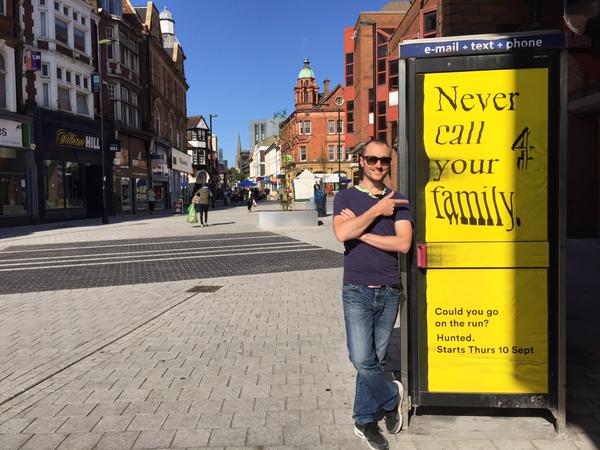 e-mail + text + phone
Never
call
your
family.
4
Could you go
on the run?
Hunted.
Starts Thurs 10 Sept
William HILL